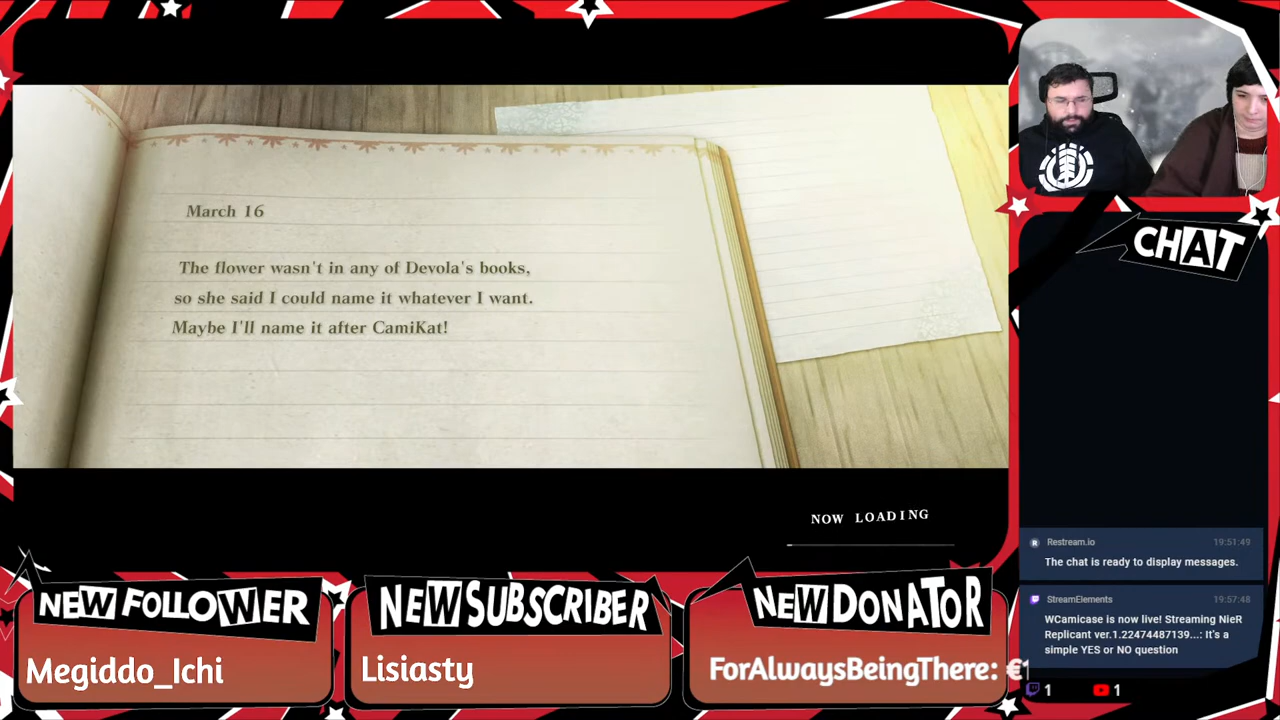 March 16
The flower wasn't in any of Devola's books,
so she said I could name it whatever I want.
Maybe I'll name it after CamiKat!
NOW LOADING
CHAT
Restream.io 19:51:49
The chat is ready to display messages.
StreamElements 19:57:48
WCamicase is now live! Streaming NieR
Replicant ver.1.22474487139...: It's a
simple YES or NO question
1 1
NEW FOLLOWER
Megiddo_Ichi
NEW SUBSCRIBER
Lisiasty
NEW DONATOR
ForAlwaysBeingThere: €1